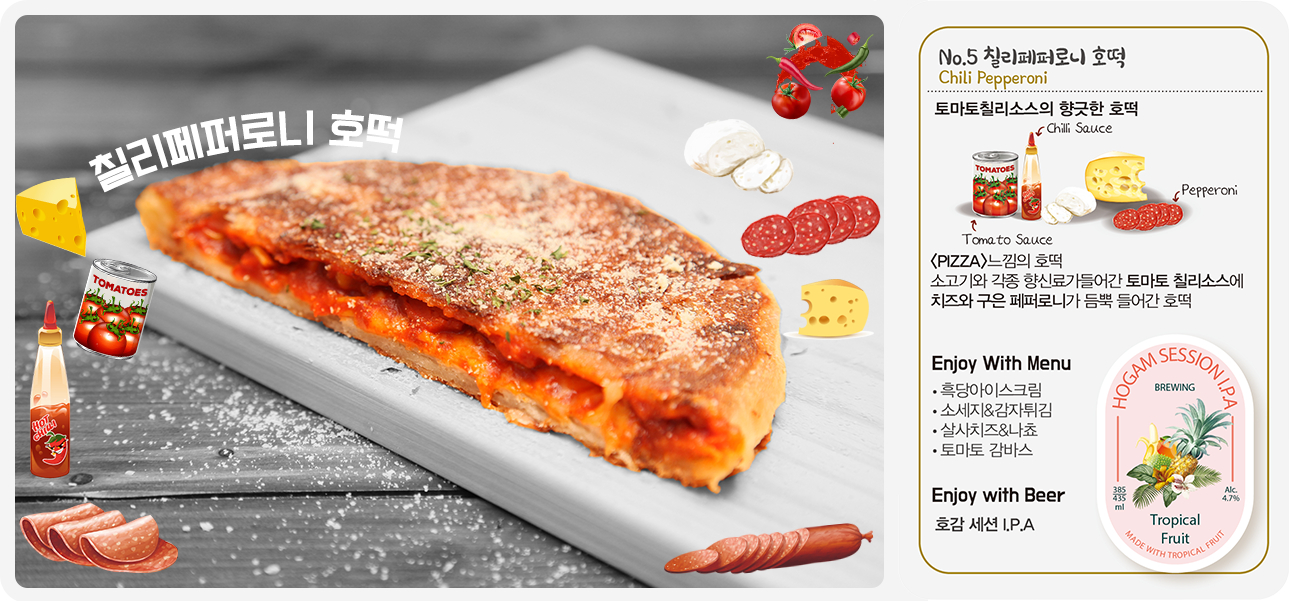 칠리페퍼로니 호떡
TOMATOES
HOT
CHILI
No.5 칠리페퍼로니 호떡
Chili Pepperoni
토마토칠리소스의 향긋한 호떡
Chilli Sauce
TOMATOES
Pepperoni
Tomato Sauce
<PIZZA>느낌의 호떡
소고기와 각종 향신료가들어간 토마토 칠리소스에
치즈와 구은 페퍼로니가 듬뿍 들어간 호떡
Enjoy With Menu
• 흑당아이스크림
• 소세지&감자튀김
• 살사치즈&나쵸
• 토마토 감바스
Enjoy with Beer
호감 세션 I.P.A
HOGAM SESSION I.P.A
BREWING
385
435
ml
Alc.
4.7%
Tropical
Fruit
MADE WITH TROPICAL FRUIT